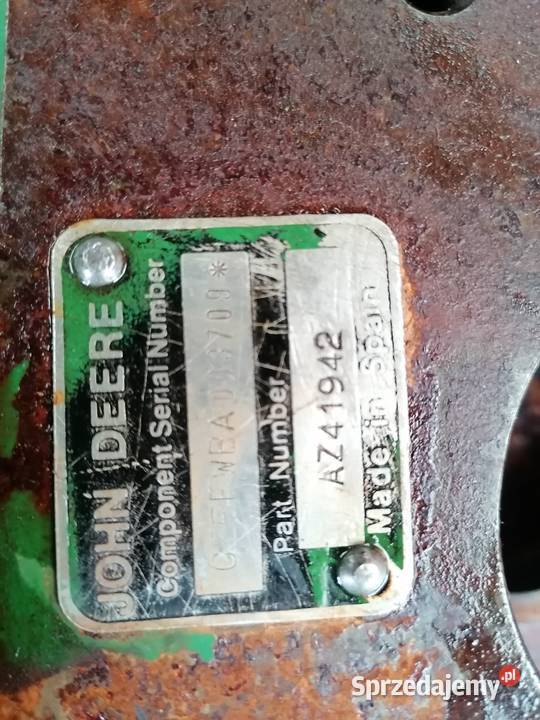 JOHN DEERE
Component Serial Number
Part Number
AZ41942
Made in Spain
Sprzedajemy.pl